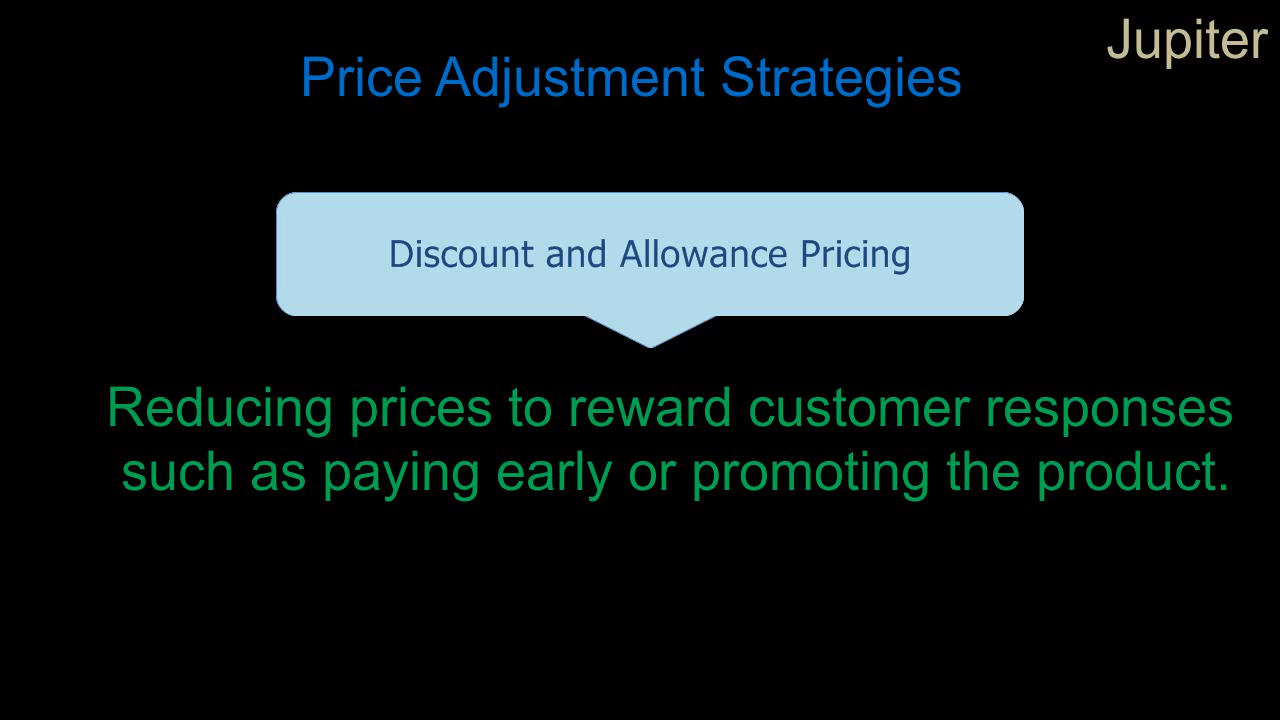 Jupiter
Price Adjustment Strategies
Discount and Allowance Pricing
Reducing prices to reward customer responses
such as paying early or promoting the product.